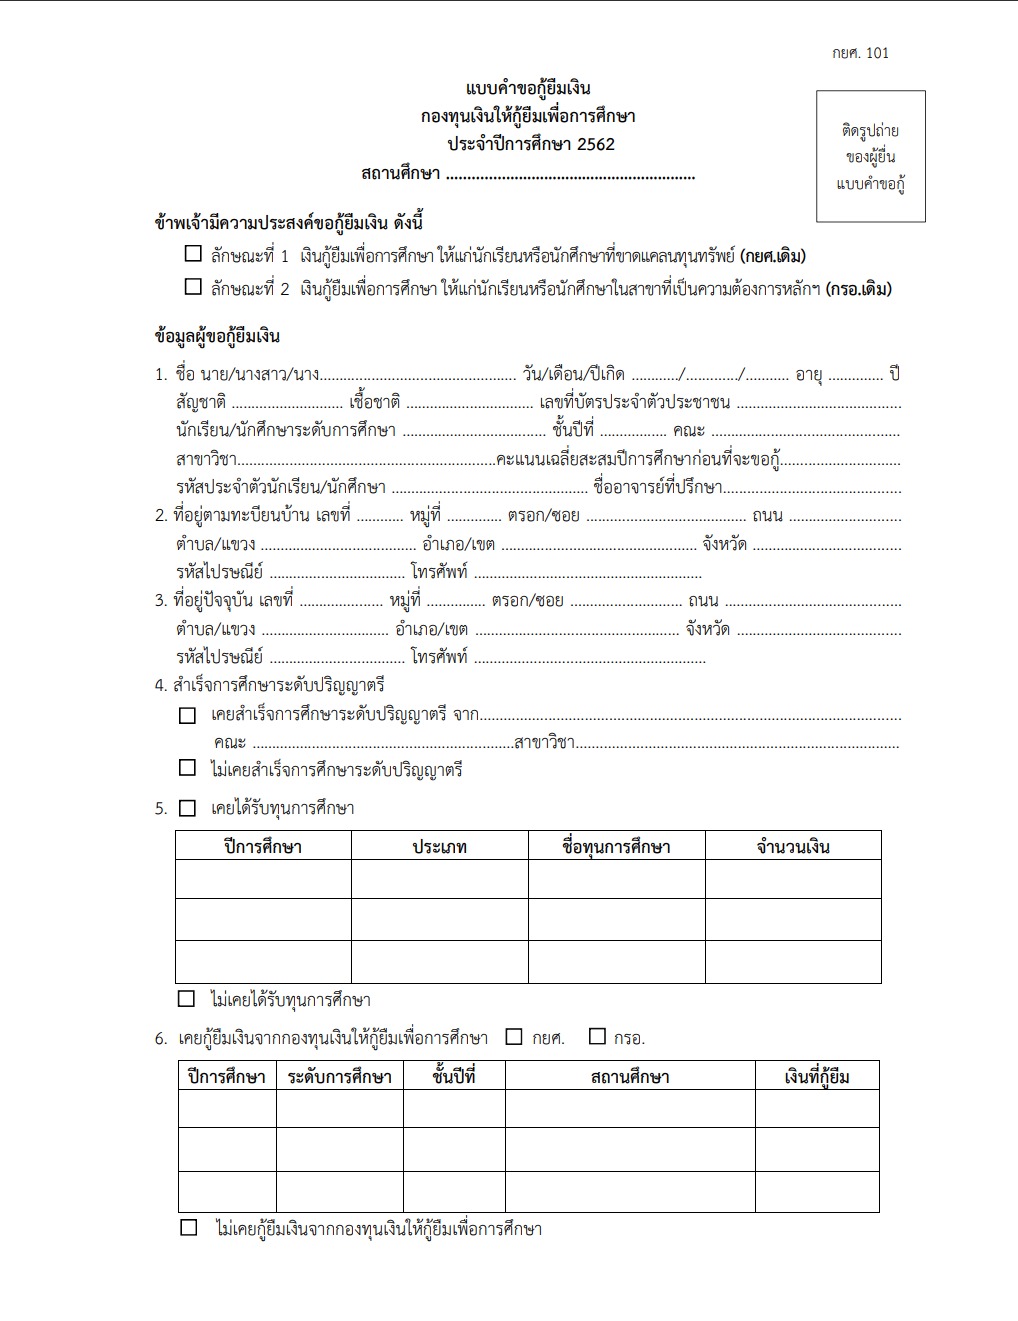 กยศ. 101
แบบคำขอกู้ยืมเงิน
กองทุนเงินให้กู้ยืมเพื่อการศึกษา
ประจำปีการศึกษา 2562
สถานศึกษา ..........................................................
ติดรูปถ่าย
ของผู้ยื่น
แบบคำขอกู้
ข้าพเจ้ามีความประสงค์ขอกู้ยืมเงิน ดังนี้
☐ ลักษณะที่ 1 เงินกู้ยืมเพื่อการศึกษา ให้แก่นักเรียนหรือนักศึกษาที่ขาดแคลนทุนทรัพย์ (กยศ.เดิม)
☐ ลักษณะที่ 2 เงินกู้ยืมเพื่อการศึกษา ให้แก่นักเรียนหรือนักศึกษาในสาขาที่เป็นความต้องการหลักฯ (กรอ.เดิม)
ข้อมูลผู้ขอกู้ยืมเงิน
1. ชื่อ นาย/นางสาว/นาง................................................. วัน/เดือน/ปีเกิด ............/............./........... อายุ .............. ปี
สัญชาติ ............................ เชื้อชาติ ................................ เลขที่บัตรประจำตัวประชาชน .........................................
นักเรียน/นักศึกษาระดับการศึกษา .................................... ชั้นปีที่ ................. คณะ ...............................................
สาขาวิชา.................................................................คะแนนเฉลี่ยสะสมปีการศึกษาก่อนที่จะขอกู้..............................
รหัสประจำตัวนักเรียน/นักศึกษา ................................................. ชื่ออาจารย์ที่ปรึกษา.............................................
2. ที่อยู่ตามทะเบียนบ้าน เลขที่ ............ หมู่ที่ .............. ตรอก/ซอย ........................................ ถนน ............................
ตำบล/แขวง ....................................... อำเภอ/เขต ................................................. จังหวัด .....................................
รหัสไปรษณีย์ .................................. โทรศัพท์ .........................................................
3. ที่อยู่ปัจจุบัน เลขที่ ..................... หมู่ที่ ............... ตรอก/ซอย ............................ ถนน ............................................
ตำบล/แขวง ................................ อำเภอ/เขต ................................................... จังหวัด .........................................
รหัสไปรษณีย์ .................................. โทรศัพท์ ..........................................................
4. สำเร็จการศึกษาระดับปริญญาตรี
☐ เคยสำเร็จการศึกษาระดับปริญญาตรี จาก..........................................................................................................
คณะ .................................................................สาขาวิชา.................................................................................
☐ ไม่เคยสำเร็จการศึกษาระดับปริญญาตรี
5. ☐ เคยได้รับทุนการศึกษา
ปีการศึกษา ประเภท ชื่อทุนการศึกษา จำนวนเงิน
☐ ไม่เคยได้รับทุนการศึกษา
6. เคยกู้ยืมเงินจากกองทุนเงินให้กู้ยืมเพื่อการศึกษา ☐ กยศ. ☐ กรอ.
ปีการศึกษา ระดับการศึกษา ชั้นปีที่ สถานศึกษา เงินที่กู้ยืม
☐ ไม่เคยกู้ยืมเงินจากกองทุนเงินให้กู้ยืมเพื่อการศึกษา